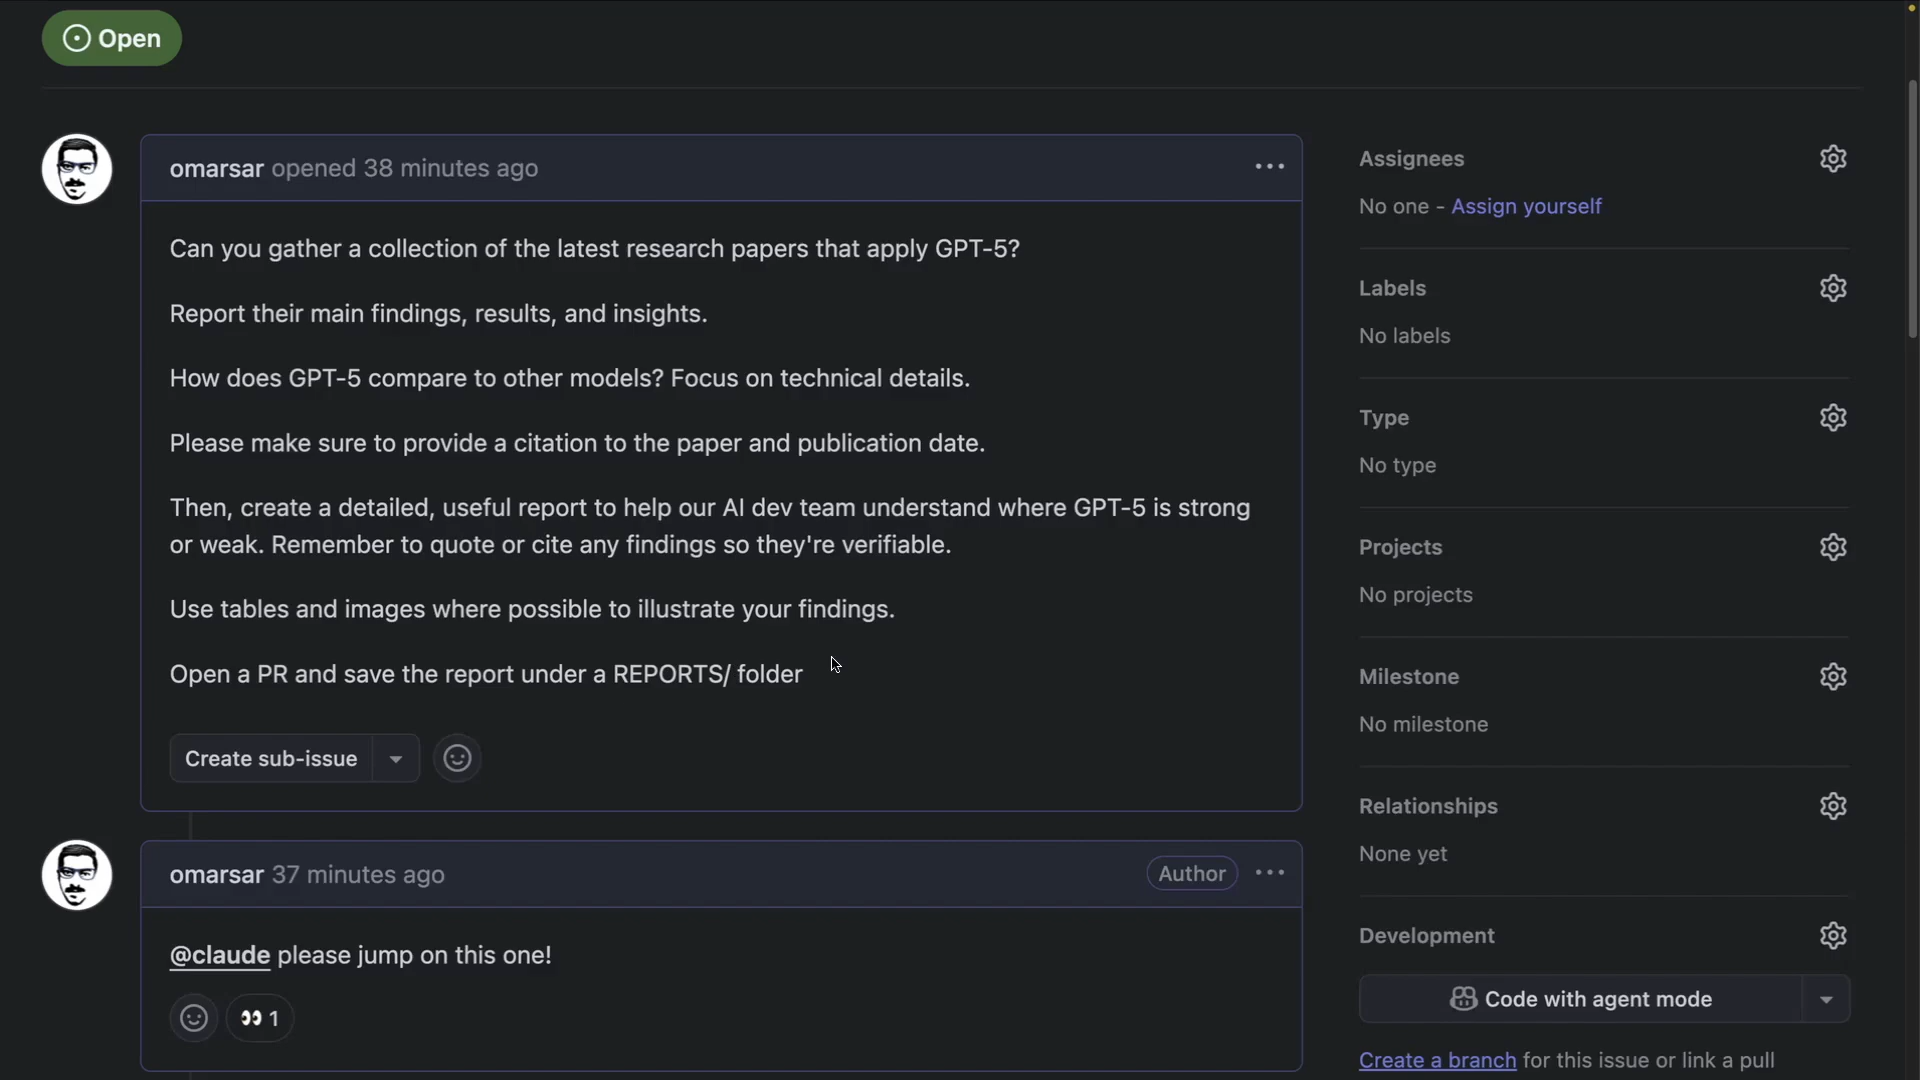 Open
omarsar opened 38 minutes ago
Can you gather a collection of the latest research papers that apply GPT-5?
Report their main findings, results, and insights.
How does GPT-5 compare to other models? Focus on technical details.
Please make sure to provide a citation to the paper and publication date.
Then, create a detailed, useful report to help our AI dev team understand where GPT-5 is strong
or weak. Remember to quote or cite any findings so they're verifiable.
Use tables and images where possible to illustrate your findings.
Open a PR and save the report under a REPORTS/ folder
Create sub-issue
omarsar 37 minutes ago
Author
@claude please jump on this one!
👀 1
Assignees
No one - Assign yourself
Labels
No labels
Type
No type
Projects
No projects
Milestone
No milestone
Relationships
None yet
Development
Code with agent mode
Create a branch for this issue or link a pull